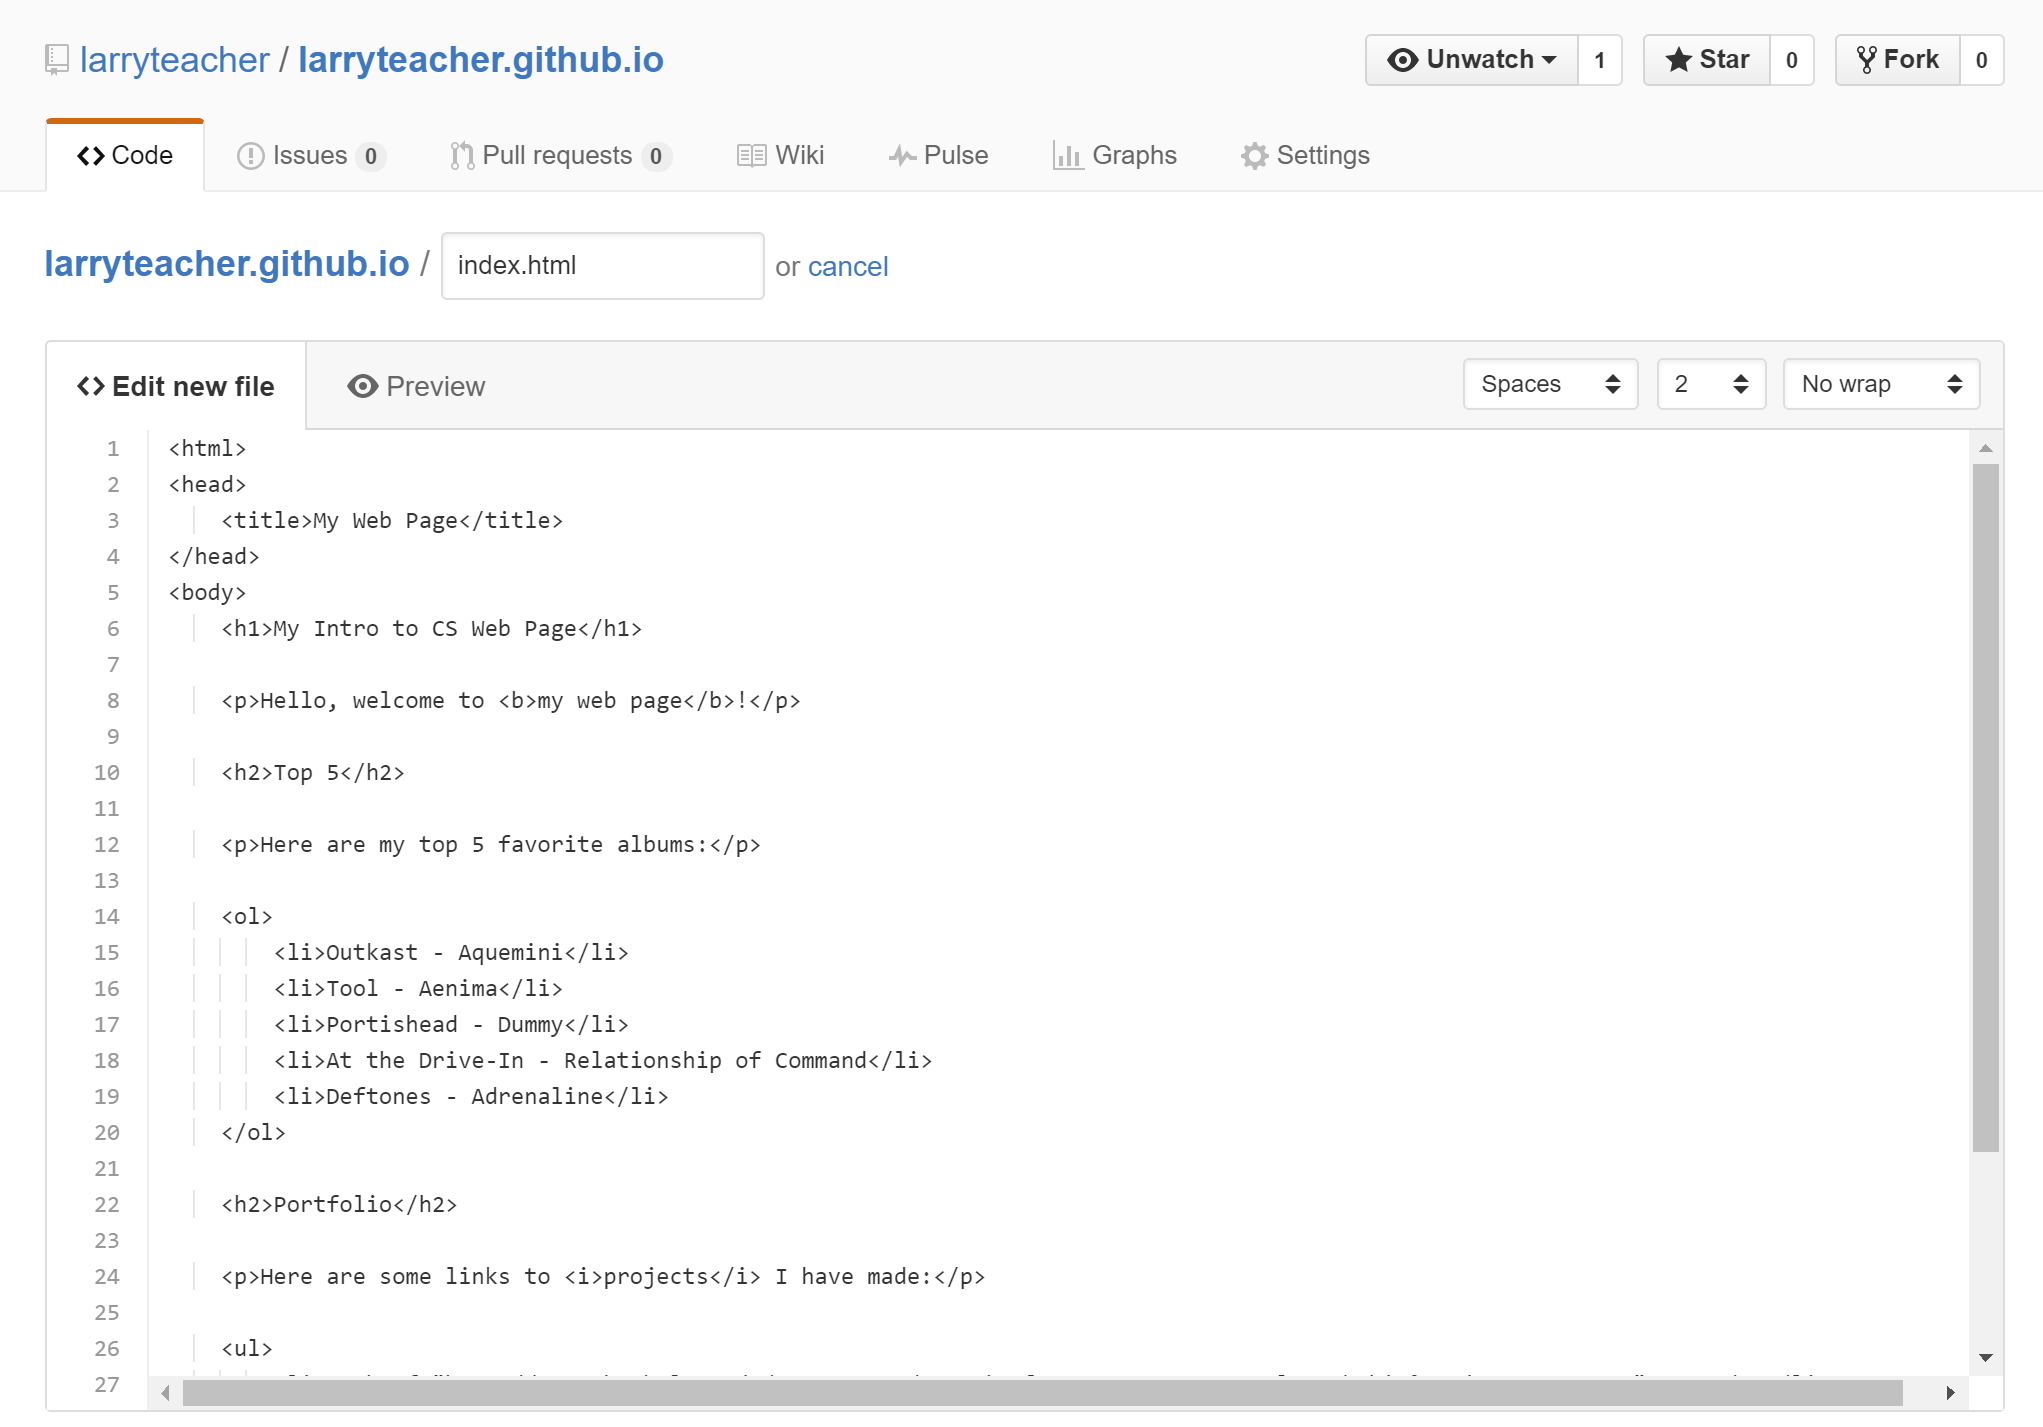 larryteacher / larryteacher.github.io
Unwatch 1 Star 0 Fork 0
Code Issues 0 Pull requests 0 Wiki Pulse Graphs Settings
larryteacher.github.io / index.html or cancel
Edit new file Preview Spaces 2 No wrap
1 <html>
2 <head>
3 <title>My Web Page</title>
4 </head>
5 <body>
6 <h1>My Intro to CS Web Page</h1>
7
8 <p>Hello, welcome to <b>my web page</b>!</p>
9
10 <h2>Top 5</h2>
11
12 <p>Here are my top 5 favorite albums:</p>
13
14 <ol>
15 <li>Outkast - Aquemini</li>
16 <li>Tool - Aenima</li>
17 <li>Portishead - Dummy</li>
18 <li>At the Drive-In - Relationship of Command</li>
19 <li>Deftones - Adrenaline</li>
20 </ol>
21
22 <h2>Portfolio</h2>
23
24 <p>Here are some links to <i>projects</i> I have made:</p>
25
26 <ul>
27